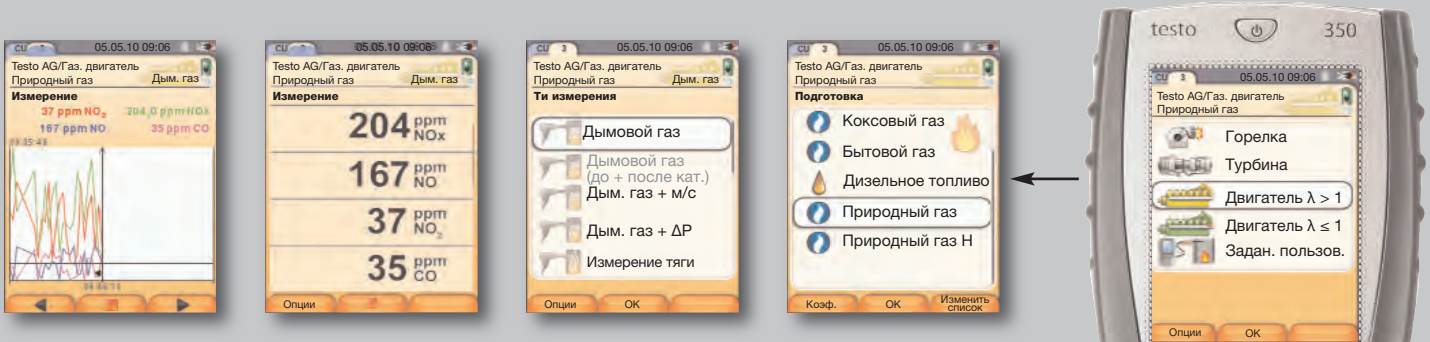 CU
05.05.10 09:06
Testo AG/Газ. двигатель
Природный газ
Дым. газ
Измерение
37 ppm NO2
204,0 ppm NOx
167 ppm NO
35 ppm CO
05.05.10 09:06
Testo AG/Газ. двигатель
Природный газ
Дым. газ
Измерение
204 ppm NOx
167 ppm NO
37 ppm NO2
35 ppm CO
Опции
CU 3
05.05.10 09:06
Testo AG/Газ. двигатель
Природный газ
Дым. газ
Ти измерения
Дымовой газ
Дымовой газ
(до + после кат.)
Дым. газ + м/с
Дым. газ + ΔP
Измерение тяги
Опции
OK
CU 3
05.05.10 09:06
Testo AG/Газ. двигатель
Природный газ
Подготовка
Коксовый газ
Бытовой газ
Дизельное топливо
Природный газ
Природный газ H
Коэф.
OK
Изменить
список
testo
350
CU 3
05.05.10 09:06
Testo AG/Газ. двигатель
Природный газ
Горелка
Турбина
Двигатель λ > 1
Двигатель λ ≤ 1
Задан. пользов.
Опции
OK